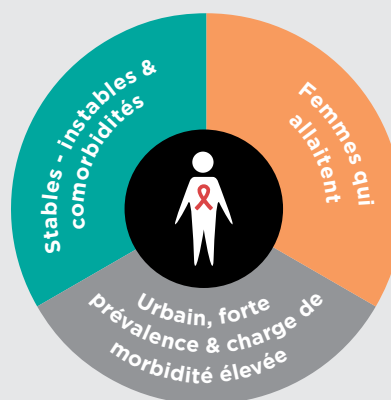 Stables - instables &
comorbidités
Femmes qui
allaitent
Urbain, forte
prévalence & charge de
morbidité élevée